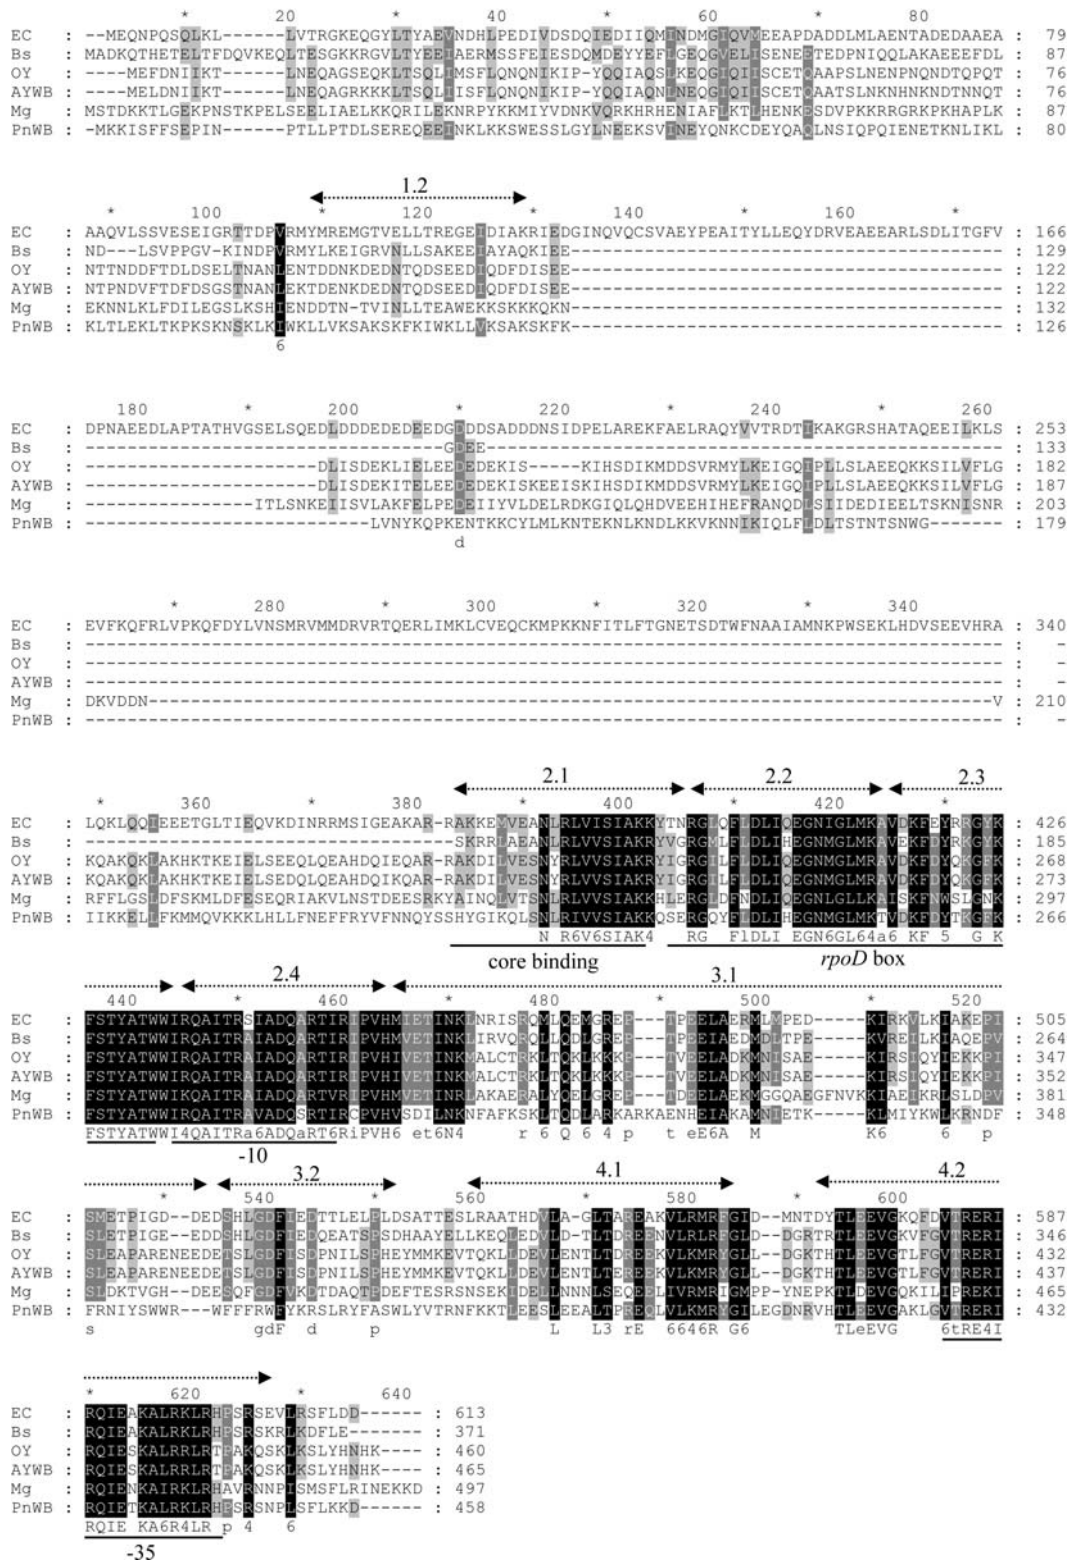 * 20 * 40 * 60 * 80
EC : --MEQNPQSQLKL------LVTRGKEQGYLTYAEVNDHLPEDIVDSDQIEDIIQMINDMGIQVMEEAPDADDLMLAENTADEDAAEA : 79
Bs : MADKQTHETELTFDQVKEQLTESGKKRGVLTYEEIAERMSSFEIESDQMDEYYEFLGEQGVELISENEETEDPNIQQLAKAEEEFDL : 87
OY : ----MEFDNIIKT------LNEQAGSEQKLTSQLIMSFLQNQNIKIP-YQQIAQSLKEQGIQIISCETQAAPSLNENPNQNDTQPQT : 76
AYWB : ----MELDNIIKT------LNEQAGRKKKLTSQLIISFLQNQNIKIP-YQQIAQNLNEQGIQIISCETQAATSLNKNHNKNDTNNQT : 76
Mg : MSTDKKTLGEKPNSTKPELSEELIAELKKQRILEKNRPYKKMIYVDNKVQRKHRHENIAFLKTLHENKESDVPKKRRGRKPKHAPLK : 87
PnWB : -MKKISFFSEPIN------PTLLPTDLSEREQEEINKLKKSWESSLGYLNEEKSVINEYQNKCDEYQAQLNSIQPQIENETKNLIKL : 80
1.2
* 100 * 120 * 140 * 160 *
EC : AAQVLSSVESEIGRTTDPVRMYMREMGTVELLTREGEIDIAKRIEDGINQVQCSVAEYPEAITYLLEQYDRVEAEEARLSDLITGFV : 166
Bs : ND--LSVPPGV-KINDPVRMYLKEIGRVNLLSAKEEIAYAQKIEE----------------------------------------- : 129
OY : NTTNDDFTDLDSELTNANLENTDDNKDEDNTQDSEEDIQDFDISEE----------------------------------------- : 122
AYWB : NTPNDVFTDFDSGSTNANLEKTDENKDEDNTQDSEEDIQDFDISEE----------------------------------------- : 122
Mg : EKNNLKLFDILEGSLKSHIENDDTN-TVINLLTEAWEKKSKKKQKN----------------------------------------- : 132
PnWB : KLTLEKLTKPKSKNSKLKIWKLLVKSAKSKFKIWKLLVKSAKSKFK----------------------------------------- : 126
6
180 * 200 * 220 * 240 * 260
EC : DPNAEEDLAPTATHVGSELSQEDLDDDEDEDEEDGDDDSADDDNSIDPELAREKFAELRAQYVVTRDTIKAKGRSHATAQEEILKLS : 253
Bs : ----------------------------------GDEE------------------------------------------------- : 133
OY : ----------------------DLISDEKLIELEEDEDEKIS-----KIHSDIKMDDSVRMYLKEIGQIPLLSLAEEQKKSILVFLG : 182
AYWB : ----------------------DLISDEKITELEEDEDEKISKEEISKIHSDIKMDDSVRMYLKEIGQIPLLSLAEEQKKSILVFLG : 187
Mg : ----------------ITLSNKEIISVLAKFELPEDEIIYVLDELRDKGIQLQHDVEEHIHEFRANQDLSIIDEDIEELTSKNISNR : 203
PnWB : ---------------------------LVNYKQPKENTKKCYLMLKNTEKNLKNDLKKVKNNIKIQLFLDLTSTNTSNWG------- : 179
d
* 280 * 300 * 320 * 340
EC : EVFKQFRLVPKQFDYLVNSMRVMMDRVRTQERLIMKLCVEQCKMPKKNFITLFTGNETSDTWFNAAIAMNKPWSEKLHDVSEEVHRA : 340
Bs : --------------------------------------------------------------------------------------- : -
OY : --------------------------------------------------------------------------------------- : -
AYWB : --------------------------------------------------------------------------------------- : -
Mg : DKVDDN--------------------------------------------------------------------------------V : 210
PnWB : --------------------------------------------------------------------------------------- : -
2.1 2.2 2.3
* 360 * 380 * 400 * 420 *
EC : LQKLQQIEEETGLTIEQVKDINRRMSIGEAKAR-RAKKEMVEANLRLVISIAKKYTNRGLQFLDLIQEGNIGLMKAVDKFEYRRGYK : 426
Bs : ----------------------------------SKRRLAEANLRLVVSIAKRYVGRGMLFLDLIHEGNMGLMKAVEKFDYRKGYK : 185
OY : KQAKQKLAKHKTKEIELSEEQLQEAHDQIEQAR-RAKDILVESNYRLVVSIAKRYIGRGILFLDLIQEGNMGLMRAVDKFDYQKGFK : 268
AYWB : KQAKQKLAKHKTKEIELSEDQLQEAHDQIKQAR-RAKDILVESNYRLVVSIAKRYIGRGILFLDLIQEGNMGLMRAVDKFDYQKGFK : 273
Mg : RFFLGSLDFSKMLDFESEQRIAKVLNSTDEESRKYAINQLVTSNLRLVVSIAKKHLERGLDFNDLIQEGNLGLLKAISKFNWSLGNK : 297
PnWB : IIKKELLFKMMQVKKKLHLLFNEFFRYVFNNQYSSHYGIKQLSNLRIVVSIAKKQSERGQYFLDLIHEGNMGLMKTVDKFDYTKGFK : 266
N R6V6SIAK4 RG FlDLI EGN6GL64a6 KF 5 G K
core binding rpoD box
2.4 3.1
440 * 460 * 480 * 500 * 520
EC : FSTYATWWIRQAITRSIADQARTIRIPVHMIETINKLNRISRQMLQEMGREP---TPEELAERMLMPED------KIRKVLKIAKEPI : 505
Bs : FSTYATWWIRQAITRAIADQARTIRIPVHMVETINKLIRVQRQLLQDLGREP---TPEEIAEDMDLTPE------KVREILKIAQEPV : 264
OY : FSTYATWWIRQAITRAIADQARTIRIPVHIVETINKMALCTRKLTQKLKKKP---TVEELADKMNISAE------KIRSIQYIEKKPI : 347
AYWB : FSTYATWWIRQAITRAIADQARTIRIPVHIVETINKMALCTRKLTQKLKKKP---TVEELADKMNISAE------KIRSIQYIEKKPI : 352
Mg : FSTYATWWIRQAITRAIADQARTIRIPVHMVETINRLAKAERALYQELGREP---TDEELAEKMGGQAEGFNVKKIAEIKRLSLDPV : 381
PnWB : FSTYATWWIRQAITRAVADQSRTIRCPVHVSDILNKNFAFKSKLTQDLARKARKAENHEIAKAMNIETK------KLMIYKWLKRNDF : 348
FSTYATWWI4QAITRa6ADQaRT6RiPVH6 et6N4 r 6 Q 64 p t eE6A M K6 6 p
-10
3.2 4.1 4.2
* 540 * 560 * 580 * 600
EC : SMETPIGD--DEDSHLGDFIEDTTLELPLDSATTESLRAATHDVLA-GLTAREAKVLRMRFGID--MNTDYTLEEVGKQFDVTRERI : 587
Bs : SLETPIGE--EDDSHLGDFIEDQEATSPSDHAAYELLKEQLEDVLD-TLTDREENVLRLRFGLD--DGRTRTLEEVGKVFGVTRERI : 346
OY : SLEAPARENEEDETSLGDFISDPNILSPHEYMMKEVTQKLLDEVLENTLTDREEKVLKMRYGLL--DGKTHTLEEVGTLFGVTRERI : 432
AYWB : SLEAPARENEEDETSLGDFISDPNILSPHEYMMKEVTQKLLDEVLENTLTEREEKVLKMRYGLL--DGKTHTLEEVGTLFGVTRERI : 437
Mg : SLDKTVGH--DEESQFGDFVKDTDAQTPDEFTESRSNSEKIDELLNNNLSEQEELIVRMRIGMPP-YNEPKTLDEVGQKILIPREKI : 465
PnWB : FRNIYSWWR--WFFFRWFYKRSLRYFASWLYVTRNFKKTLEESLEEALTPREQLVLKMRYGILEGDNRVHTLEEVGAKLGVTREKI : 432
s gdF d p L L3 rE 6646R G6 TLeEVG 6tRE4I
* 620 * 640
EC : RQIEAKALRKLRHPSRSEVLRSFLDD------ : 613
Bs : RQIEAKALRKLRHPSRSKRLKDFLE------- : 371
OY : RQIESKALRRLRTPAKQSKLKSLYHNHK---- : 460
AYWB : RQIESKALRRLRTPAKQSKLKSLYHNHK---- : 465
Mg : RQIENKAIRKLRHAVRNNPISMSFLRINEKKD : 497
PnWB : RQIETKALRKLRHPSRSNPLSFLKKD------ : 458
RQIE KA6R4LR p 4 6
-35